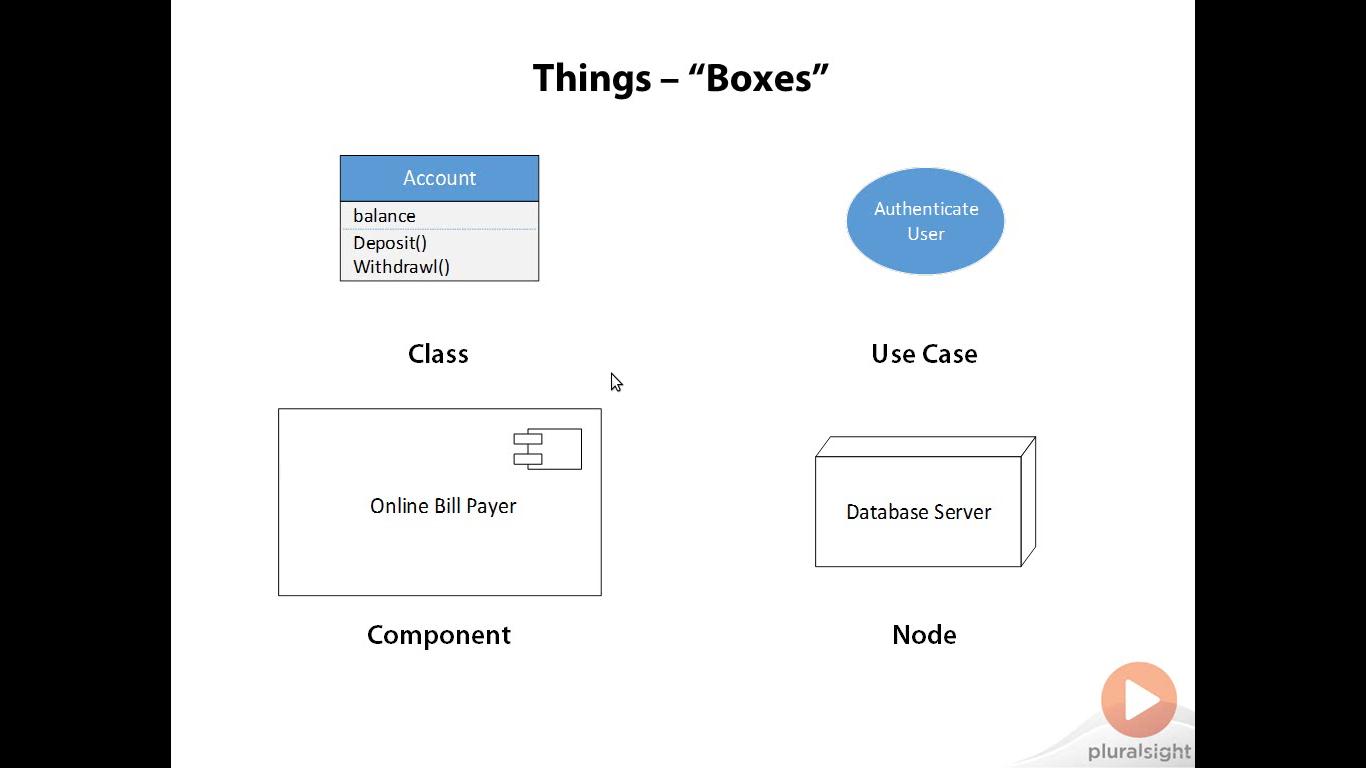 Things – “Boxes”
Account
balance
Deposit()
Withdrawl()
Authenticate
User
Class
Use Case
Online Bill Payer
Database Server
Component
Node
pluralsight